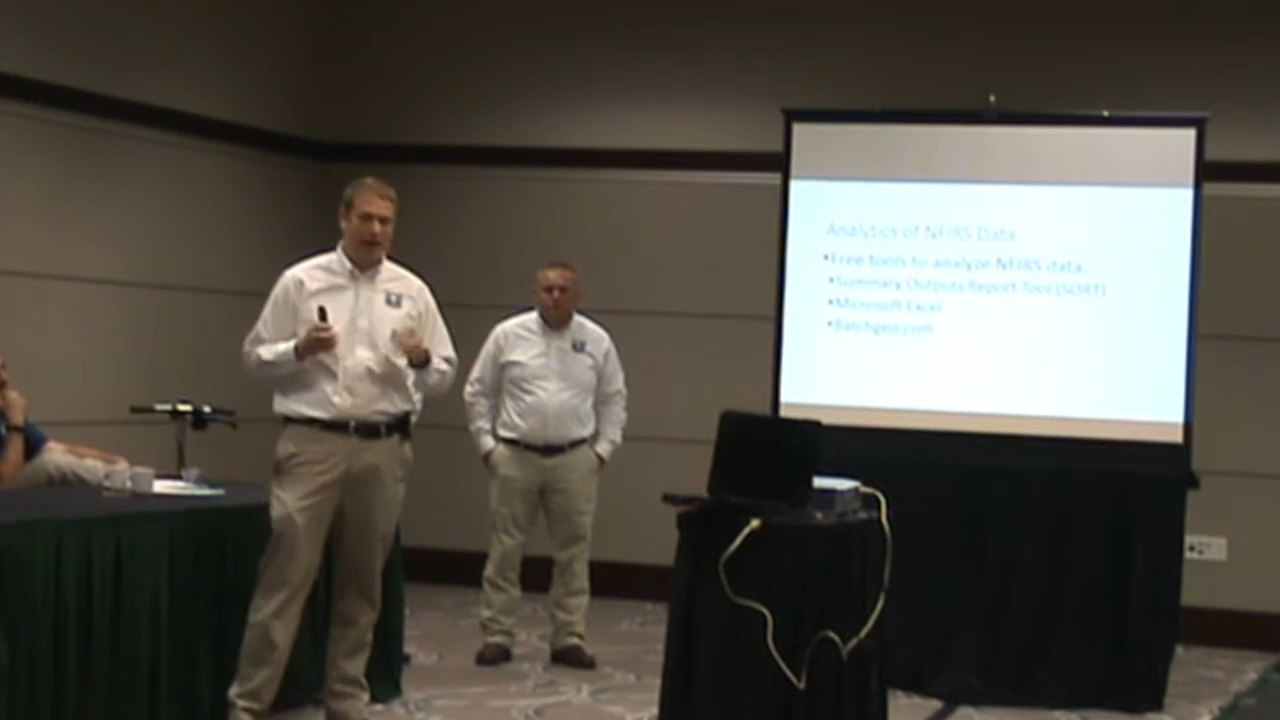 Analytics of NFIRS Data
•Free tools to analyze NFIRS data:
•Summary Outputs Report Tool (SORT)
•Microsoft Excel
•Batchgeo.com